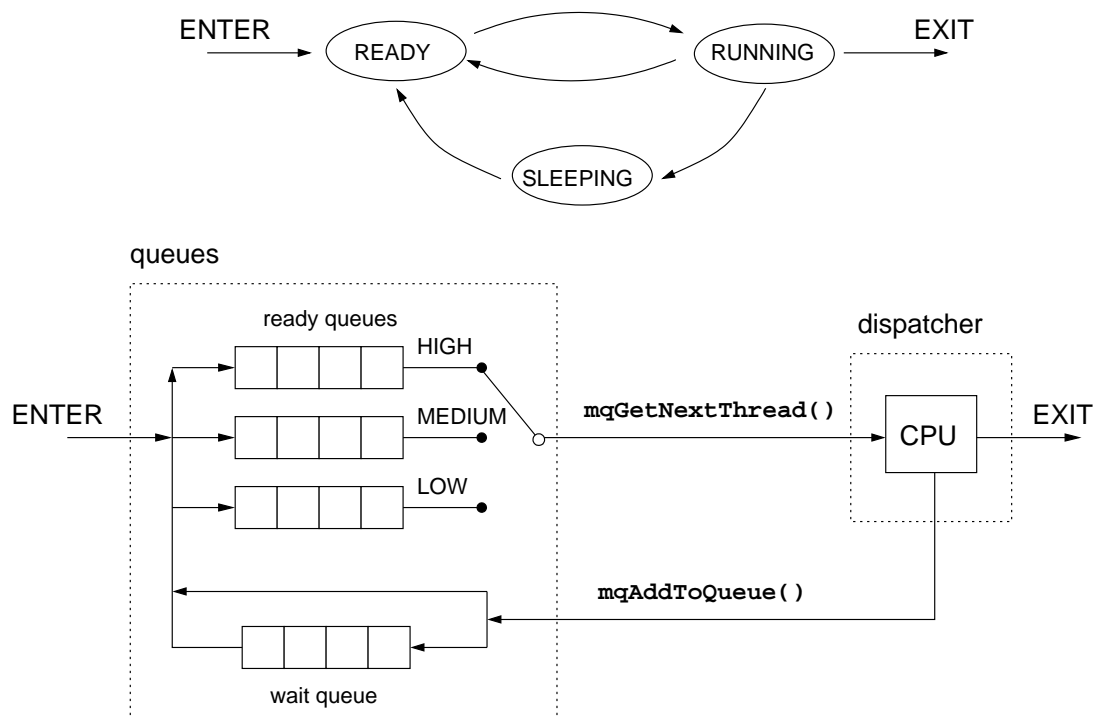 ENTER
READY
RUNNING
EXIT
SLEEPING
queues
ready queues
HIGH
dispatcher
ENTER
MEDIUM
mqGetNextThread()
CPU
EXIT
LOW
mqAddToQueue()
wait queue